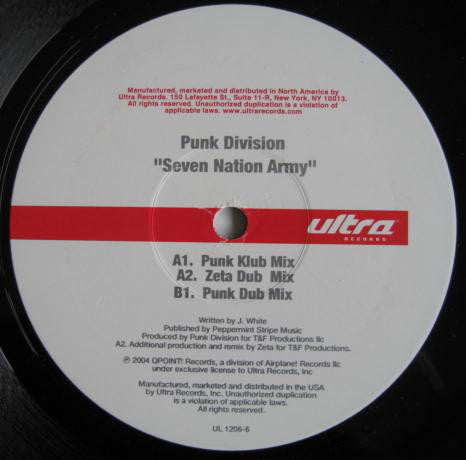 Manufactured, marketed and distributed in North America by
Ultra Records. 150 Lafayette St., Suite 11-R, New York, NY 10013.
All rights reserved. Unauthorized duplication is a violation of
applicable laws. www.ultrarecords.com
Punk Division
"Seven Nation Army"
ultra
RECORDS
A1. Punk Klub Mix
A2. Zeta Dub Mix
B1. Punk Dub Mix
Written by J. White
Published by Peppermint Stripe Music
Produced by Punk Division for T&F Productions llc
A2. Additional production and remix by Zeta for T&F Productions.
℗ 2004 QPOINT! Records, a division of Airplane! Records llc
under exclusive license to Ultra Records, Inc
Manufactured, marketed and distributed in the USA
by Ultra Records, Inc. Unauthorized duplication
is a violation of applicable laws.
All rights reserved.
UL 1206-6